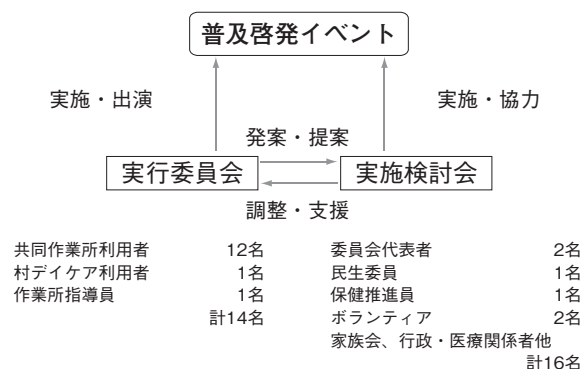 普及啓発イベント
実施・出演
実施・協力
発案・提案
実行委員会
実施検討会
調整・支援
共同作業所利用者 12名
村デイケア利用者 1名
作業所指導員 1名
計14名
委員会代表者 2名
民生委員 1名
保健推進員 1名
ボランティア 2名
家族会、行政・医療関係者他
計16名